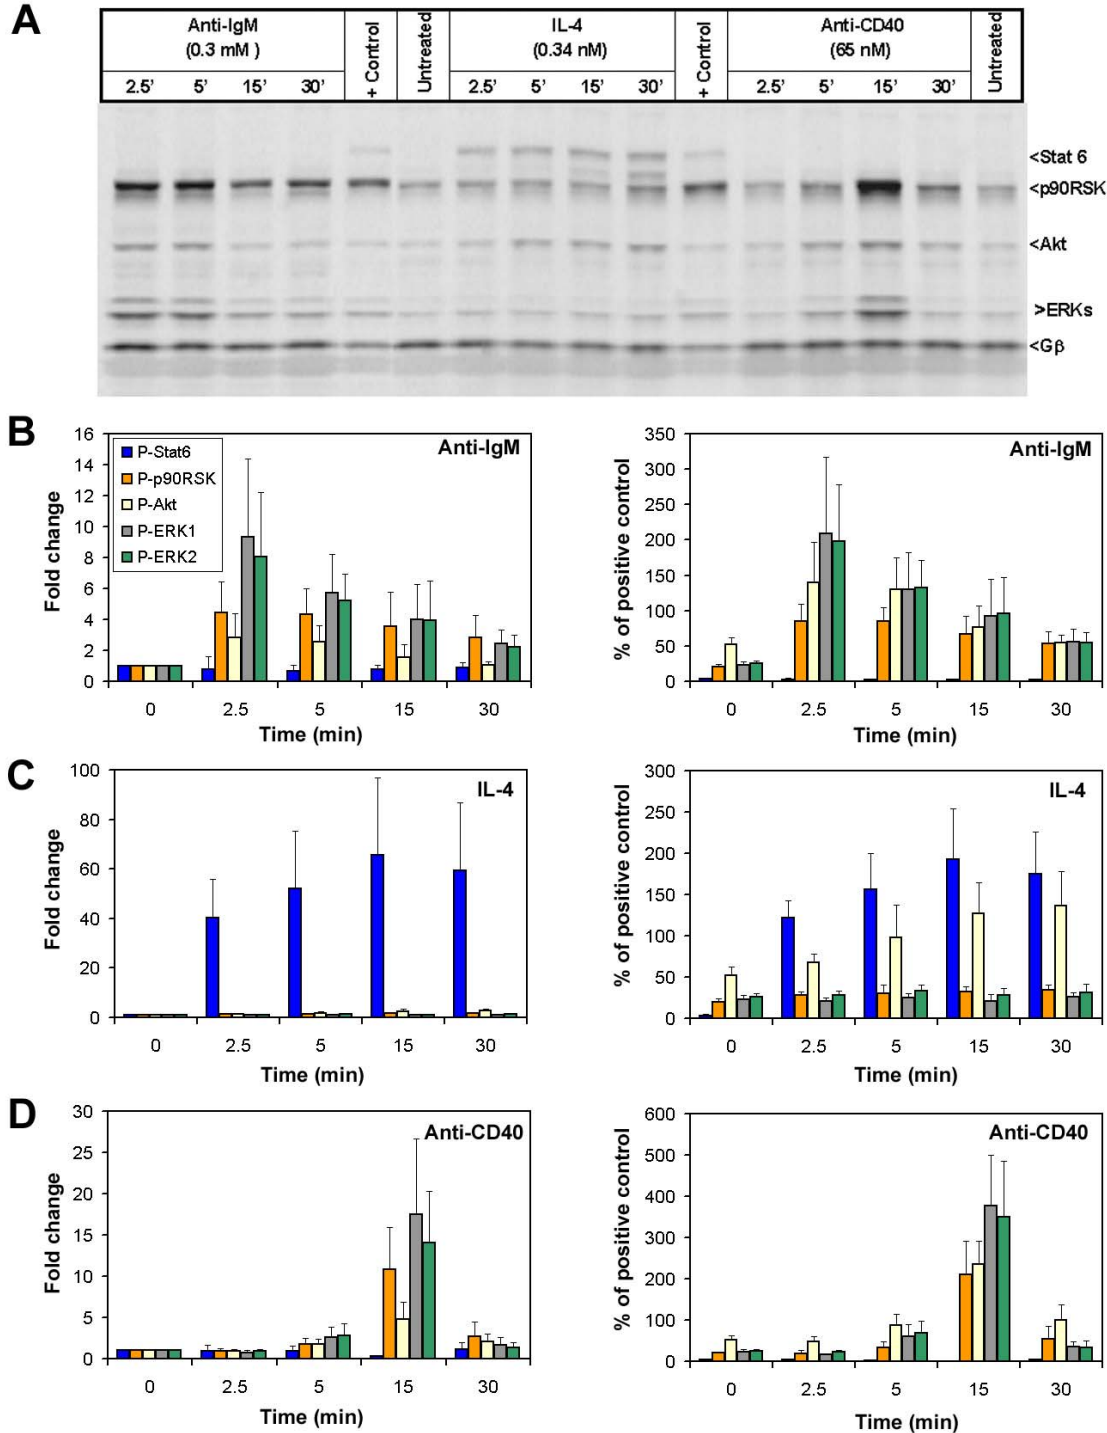 A
Anti-IgM
(0.3 mM )
+ Control
Untreated
IL-4
(0.34 nM)
+ Control
Anti-CD40
(65 nM)
Untreated
2.5' 5' 15' 30'
2.5' 5' 15' 30'
2.5' 5' 15' 30'
<Stat 6
<p90RSK
<Akt
>ERKs
<Gβ
B
Anti-IgM
P-Stat6
P-p90RSK
P-Akt
P-ERK1
P-ERK2
Fold change
16
14
12
10
8
6
4
2
0
0 2.5 5 15 30
Time (min)
Anti-IgM
% of positive control
350
300
250
200
150
100
50
0
0 2.5 5 15 30
Time (min)
C
IL-4
Fold change
100
80
60
40
20
0
0 2.5 5 15 30
Time (min)
IL-4
% of positive control
300
250
200
150
100
50
0
0 2.5 5 15 30
Time (min)
D
Anti-CD40
Fold change
30
25
20
15
10
5
0
0 2.5 5 15 30
Time (min)
Anti-CD40
% of positive control
600
500
400
300
200
100
0
0 2.5 5 15 30
Time (min)